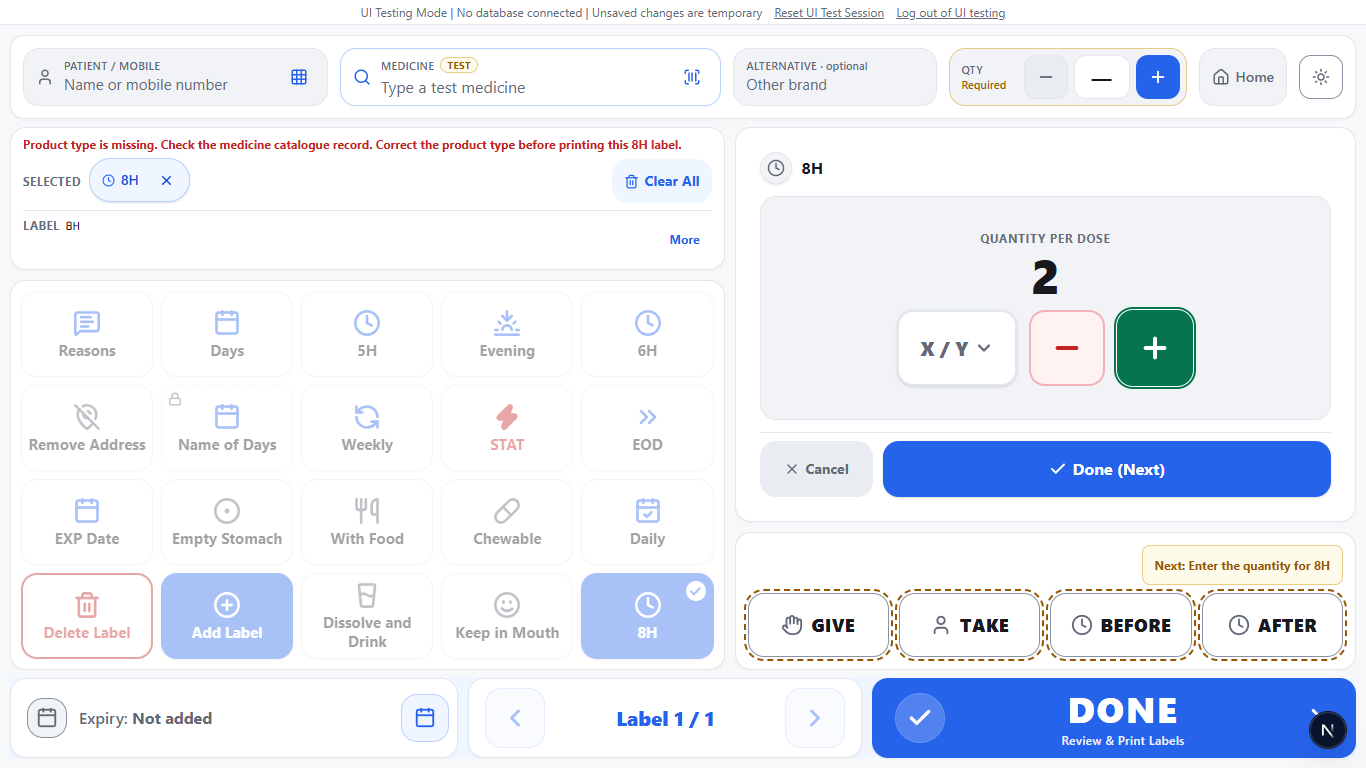 UI Testing Mode | No database connected | Unsaved changes are temporary Reset UI Test Session Log out of UI testing
PATIENT / MOBILE
Name or mobile number
MEDICINE TEST
Type a test medicine
ALTERNATIVE · optional
Other brand
QTY
Required
—
Home
Product type is missing. Check the medicine catalogue record. Correct the product type before printing this 8H label.
SELECTED 8H
Clear All
LABEL 8H
More
Reasons
Days
5H
Evening
6H
Remove Address
Name of Days
Weekly
STAT
EOD
EXP Date
Empty Stomach
With Food
Chewable
Daily
Delete Label
Add Label
Dissolve and
Drink
Keep in Mouth
8H
8H
QUANTITY PER DOSE
2
X / Y
Cancel
Done (Next)
Next: Enter the quantity for 8H
GIVE
TAKE
BEFORE
AFTER
Expiry: Not added
Label 1 / 1
DONE
Review & Print Labels
N